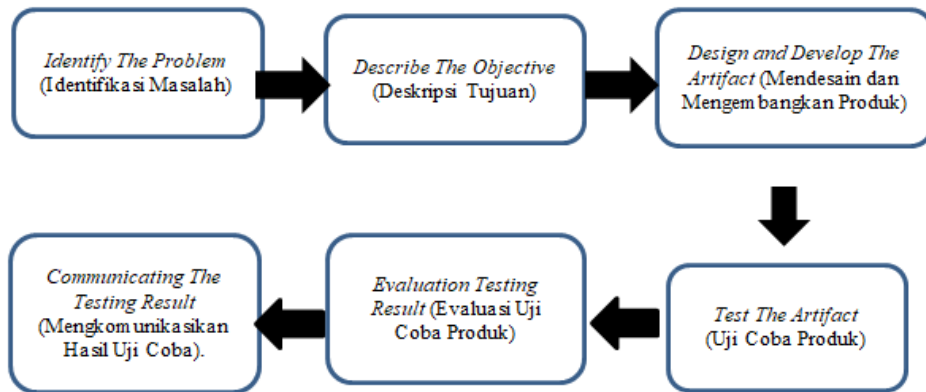 Identify The Problem
(Identifikasi Masalah)
Describe The Objective
(Deskripsi Tujuan)
Design and Develop The
Artifact (Mendesain dan
Mengembangkan Produk)
Test The Artifact
(Uji Coba Produk)
Evaluation Testing
Result (Evaluasi Uji
Coba Produk)
Communicating The
Testing Result
(Mengkomunikasikan
Hasil Uji Coba).